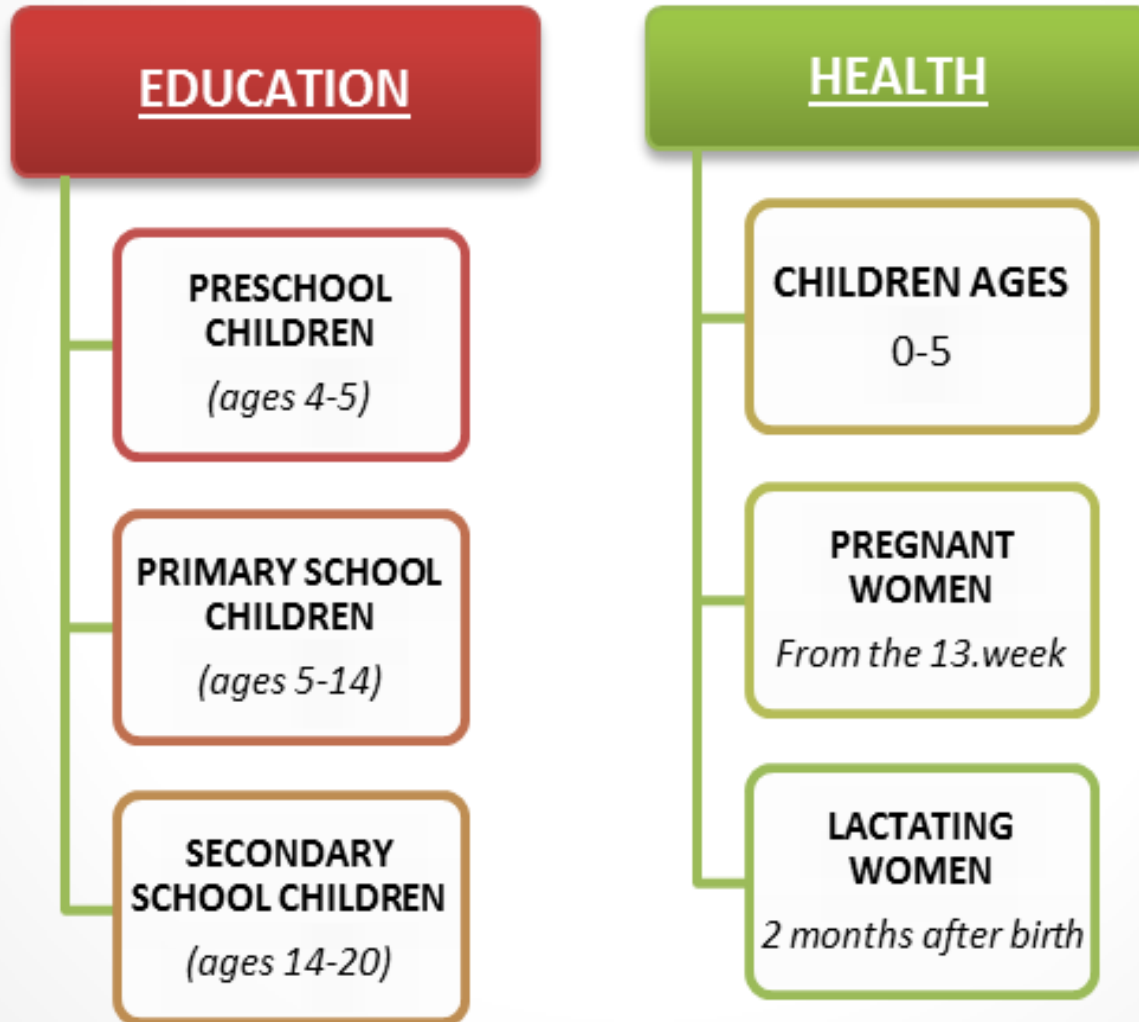 EDUCATION
PRESCHOOL
CHILDREN
(ages 4-5)
PRIMARY SCHOOL
CHILDREN
(ages 5-14)
SECONDARY
SCHOOL CHILDREN
(ages 14-20)
HEALTH
CHILDREN AGES
0-5
PREGNANT
WOMEN
From the 13.week
LACTATING
WOMEN
2 months after birth